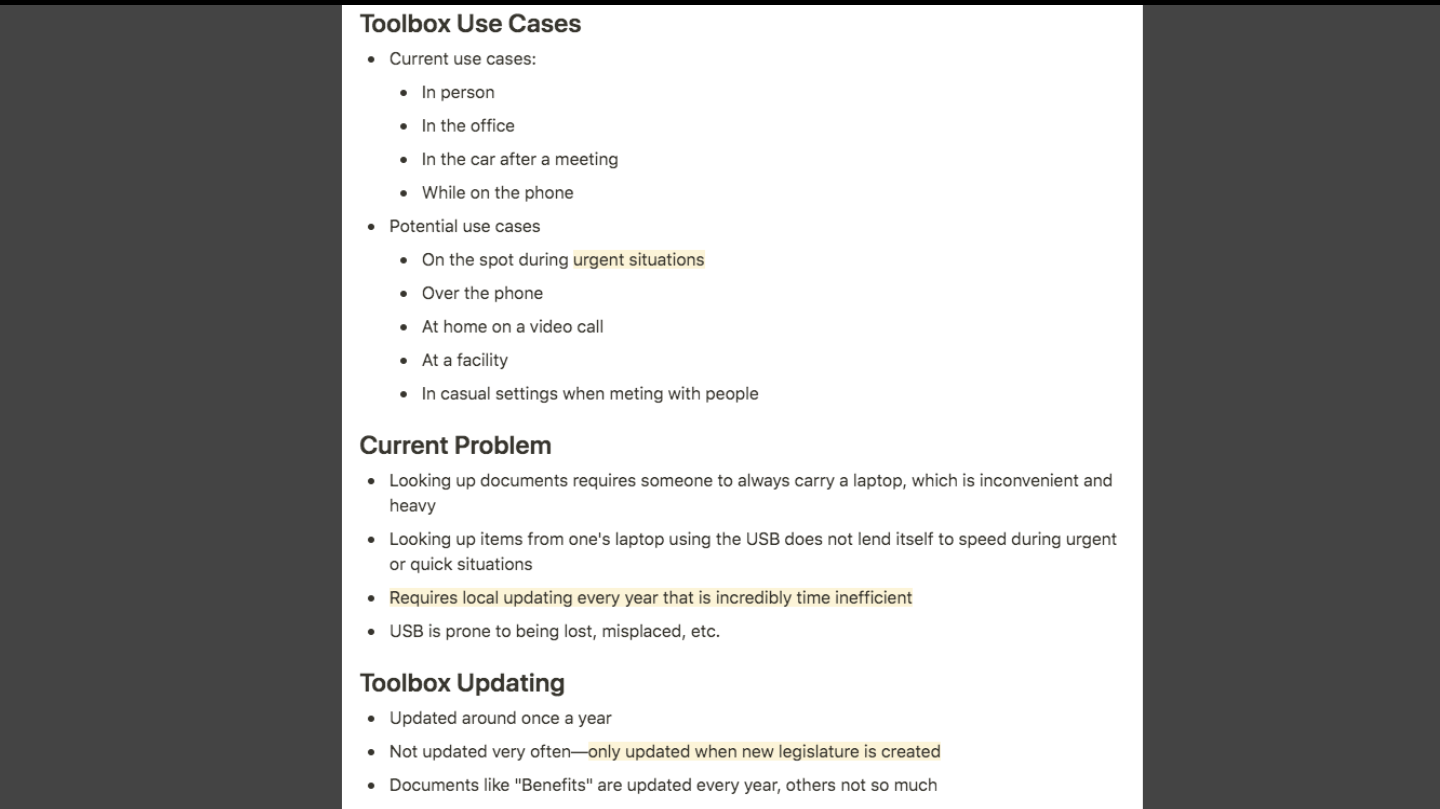 Toolbox Use Cases
• Current use cases:
• In person
• In the office
• In the car after a meeting
• While on the phone
• Potential use cases
• On the spot during urgent situations
• Over the phone
• At home on a video call
• At a facility
• In casual settings when meting with people
Current Problem
• Looking up documents requires someone to always carry a laptop, which is inconvenient and
heavy
• Looking up items from one's laptop using the USB does not lend itself to speed during urgent
or quick situations
• Requires local updating every year that is incredibly time inefficient
• USB is prone to being lost, misplaced, etc.
Toolbox Updating
• Updated around once a year
• Not updated very often—only updated when new legislature is created
• Documents like "Benefits" are updated every year, others not so much